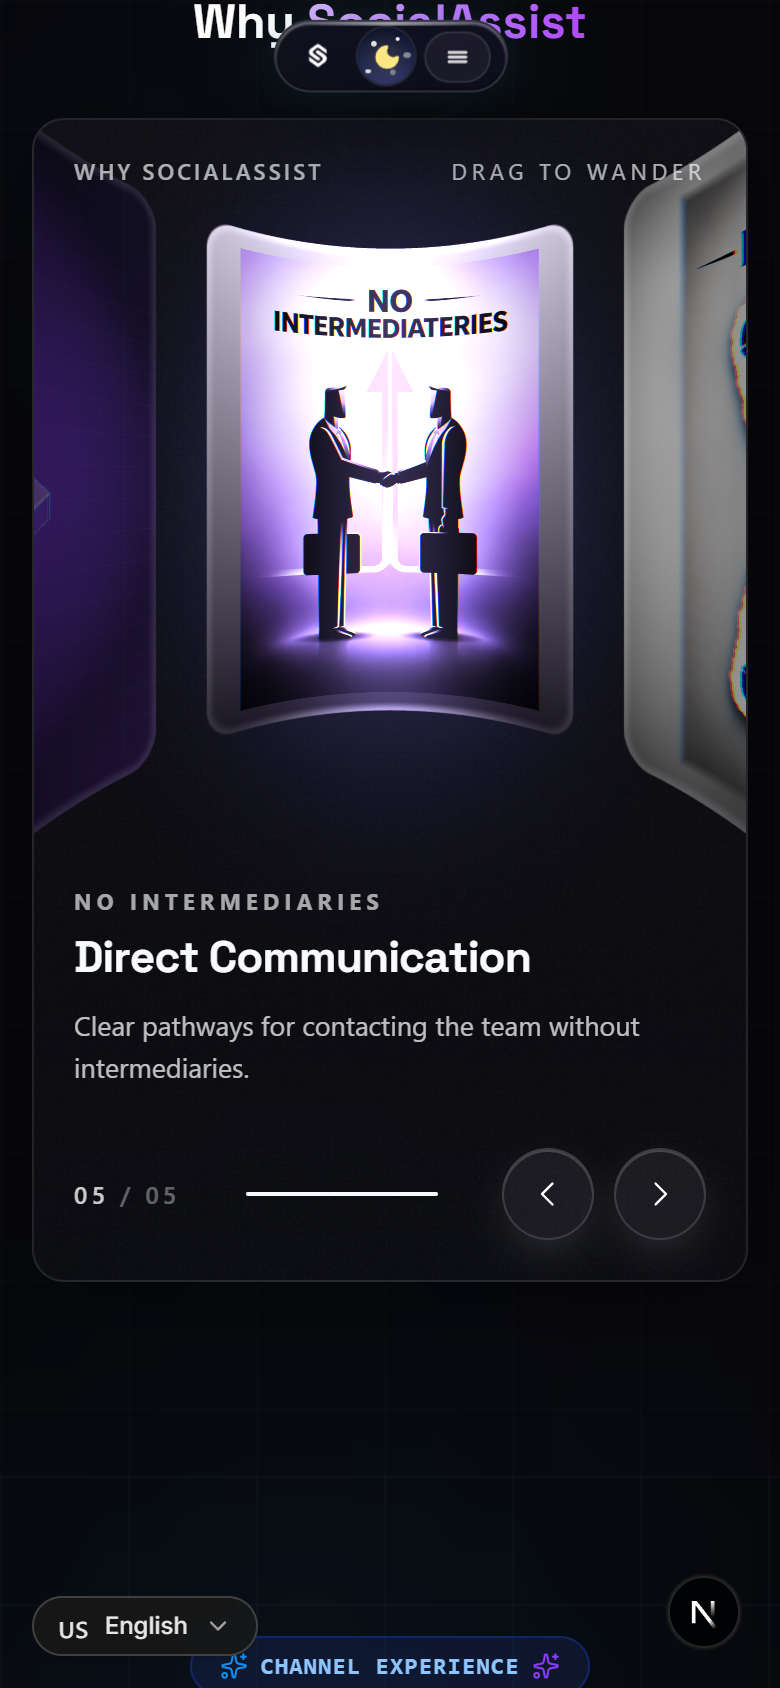 Why SocialAssist
WHY SOCIALASSIST
DRAG TO WANDER
NO
INTERMEDIATERIES
NO INTERMEDIARIES
Direct Communication
Clear pathways for contacting the team without
intermediaries.
05 / 05
US English
N
CHANNEL EXPERIENCE